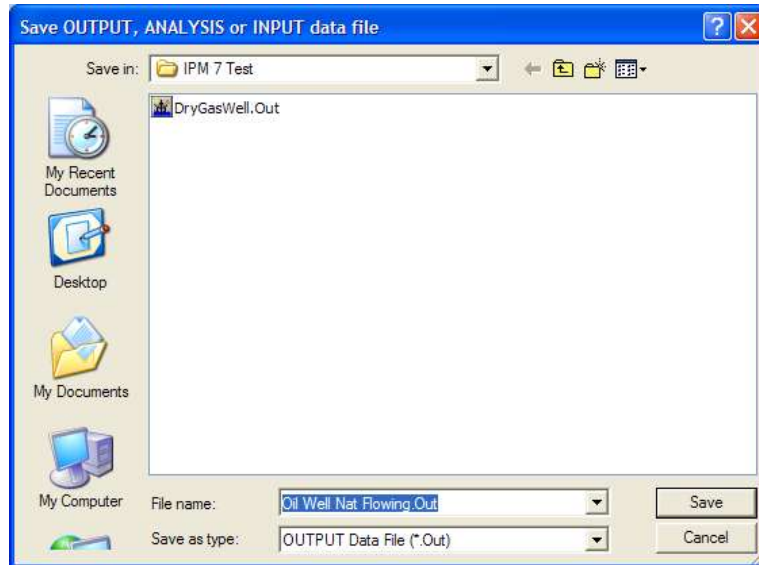 Save OUTPUT, ANALYSIS or INPUT data file
Save in: IPM 7 Test
DryGasWell.Out
My Recent
Documents
Desktop
My Documents
My Computer
File name: Oil Well Nat Flowing.Out Save
Save as type: OUTPUT Data File (*.Out) Cancel